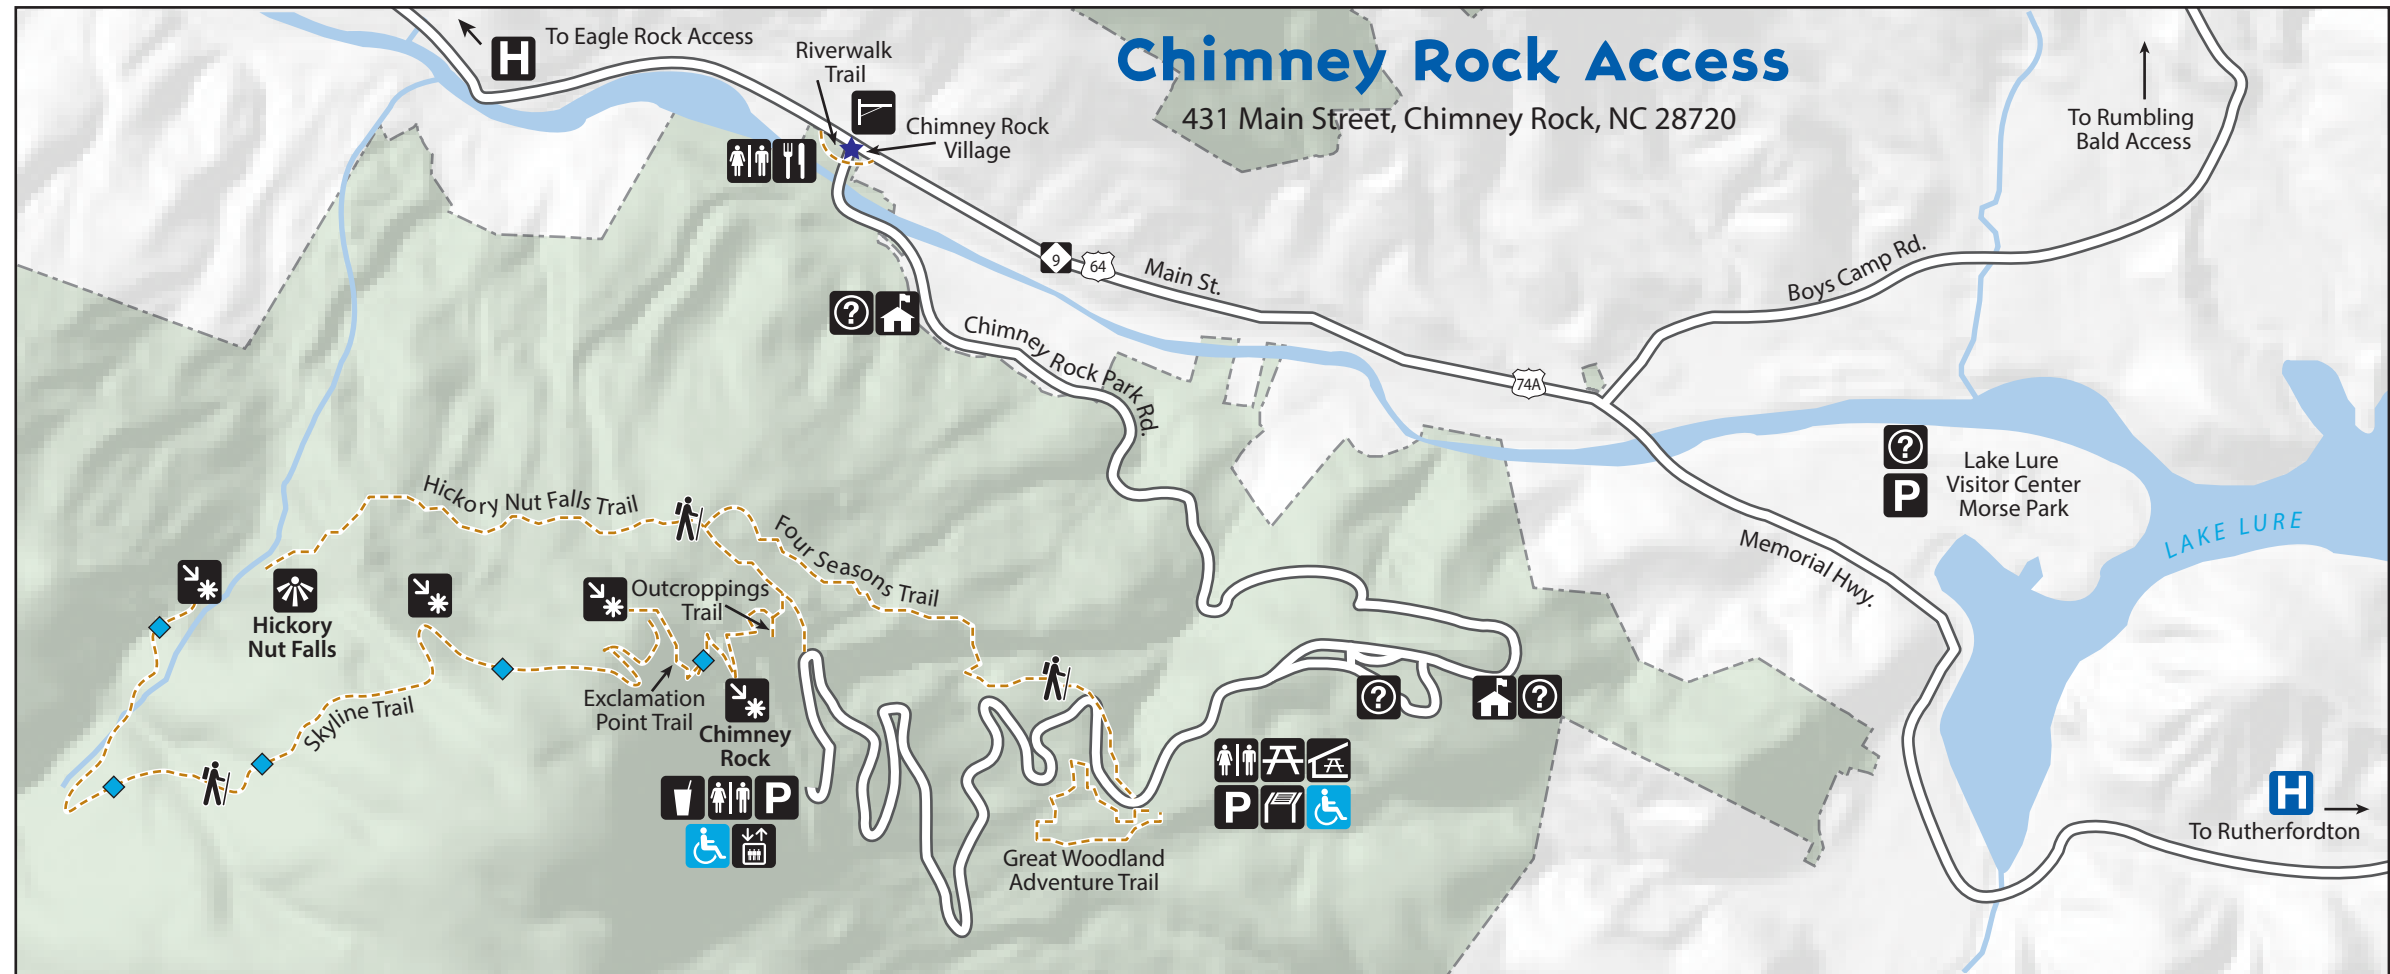 Chimney Rock Access
431 Main Street, Chimney Rock, NC 28720
H
To Eagle Rock Access
Riverwalk
Trail
Chimney Rock
Village
To Rumbling
Bald Access
9
64
Main St.
Boys Camp Rd.
?
Chimney Rock Park Rd.
74A
?
P
Lake Lure
Visitor Center
Morse Park
LAKE LURE
Memorial Hwy.
Hickory Nut Falls Trail
Four Seasons Trail
Outcroppings
Trail
Hickory
Nut Falls
Exclamation
Point Trail
Skyline Trail
Chimney
Rock
P
?
?
P
Great Woodland
Adventure Trail
H
To Rutherfordton